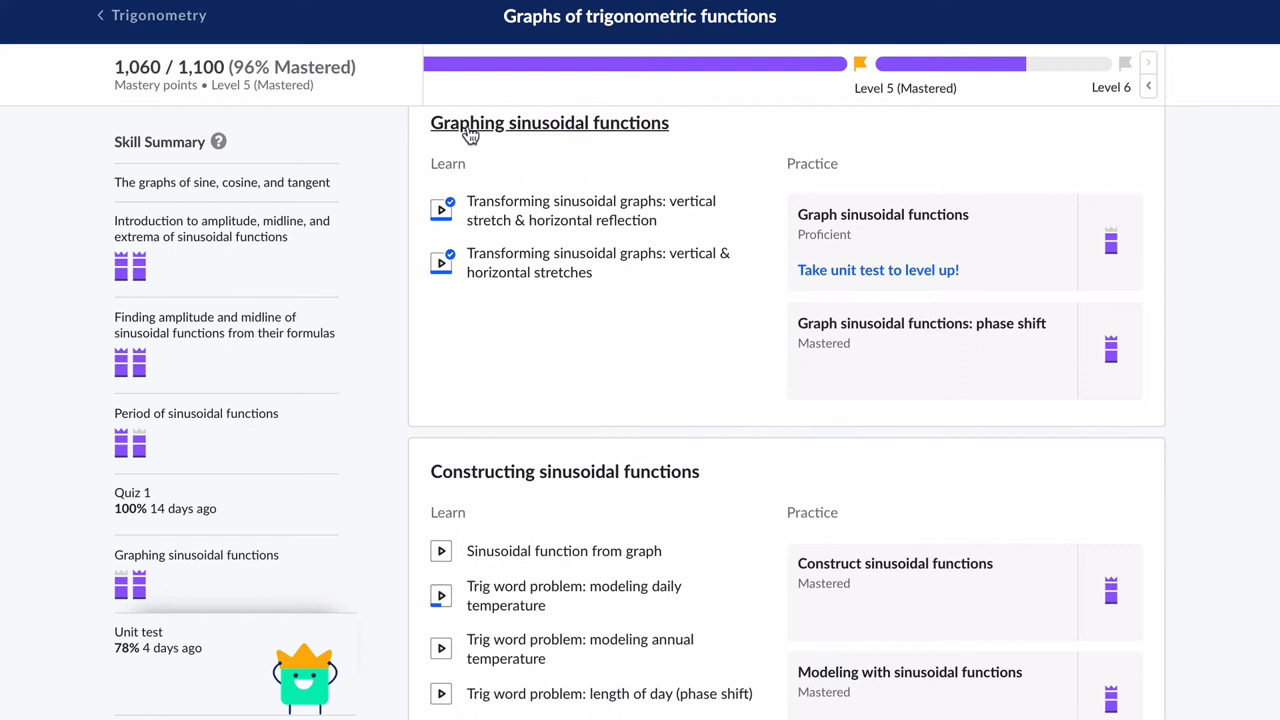 Trigonometry
Graphs of trigonometric functions
1,060 / 1,100 (96% Mastered)
Mastery points • Level 5 (Mastered)
Level 5 (Mastered)
Level 6
Skill Summary ?
The graphs of sine, cosine, and tangent
Introduction to amplitude, midline, and
extrema of sinusoidal functions
Finding amplitude and midline of
sinusoidal functions from their formulas
Period of sinusoidal functions
Quiz 1
100% 14 days ago
Graphing sinusoidal functions
Unit test
78% 4 days ago
Graphing sinusoidal functions
Learn
Transforming sinusoidal graphs: vertical
stretch & horizontal reflection
Transforming sinusoidal graphs: vertical &
horizontal stretches
Practice
Graph sinusoidal functions
Proficient
Take unit test to level up!
Graph sinusoidal functions: phase shift
Mastered
Constructing sinusoidal functions
Learn
Sinusoidal function from graph
Trig word problem: modeling daily
temperature
Trig word problem: modeling annual
temperature
Trig word problem: length of day (phase shift)
Practice
Construct sinusoidal functions
Mastered
Modeling with sinusoidal functions
Mastered